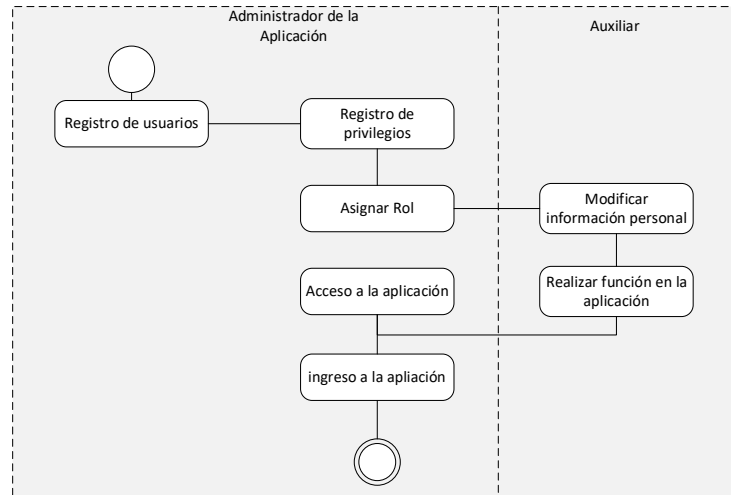 Administrador de la
Aplicación
Auxiliar
Registro de usuarios
Registro de
privilegios
Asignar Rol
Modificar
información personal
Acceso a la aplicación
Realizar función en la
aplicación
ingreso a la apliación